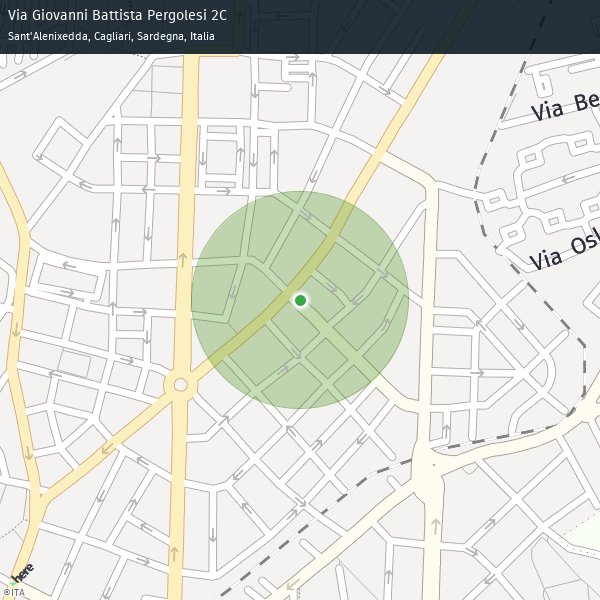 Via Giovanni Battista Pergolesi 2C
Sant'Alenixedda, Cagliari, Sardegna, Italia
Via Be
Via Osl
here
©ITA